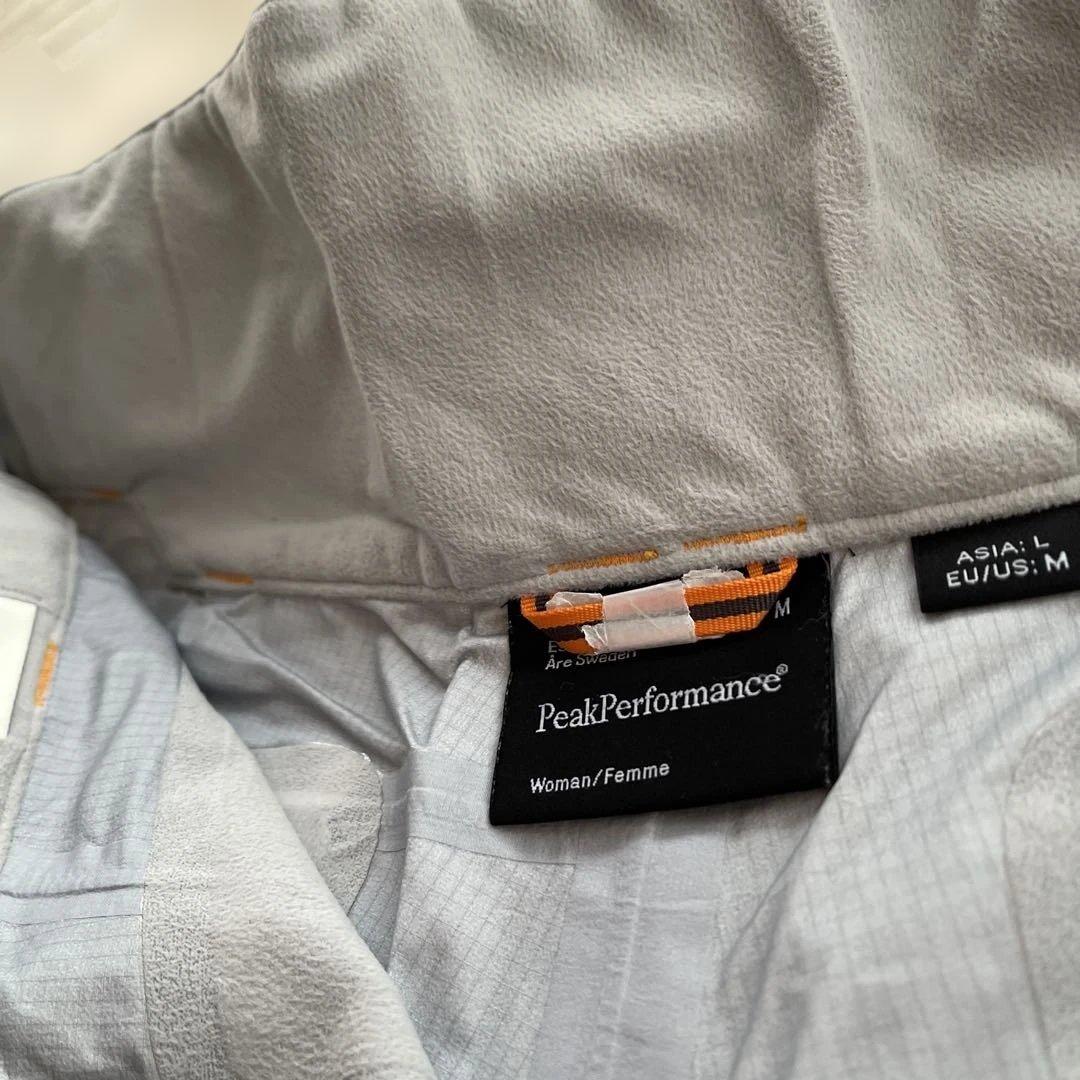 ASIA: L
EU/US: M
M
Åre Sweden
PeakPerformance®
Woman/Femme